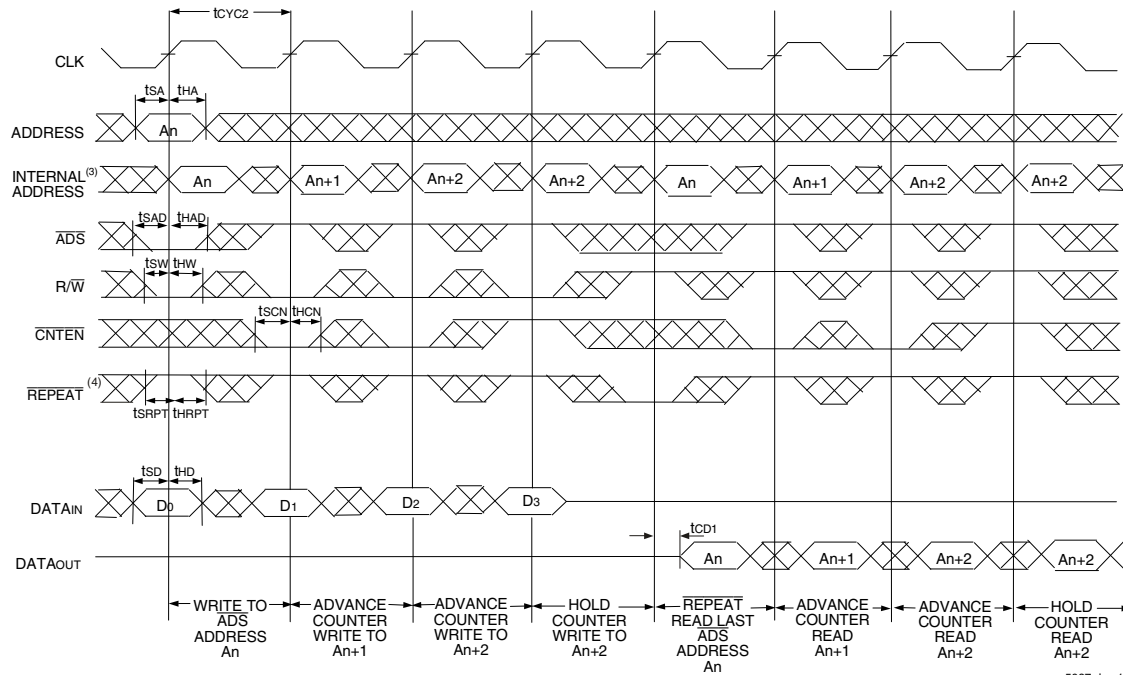 tCYC2
CLK
tSA tHA
ADDRESS An
INTERNAL(3) ADDRESS An An+1 An+2 An+2 An An+1 An+2 An+2
tSAD tHAD
ADS
tSW tHW
R/W
tSCN tHCN
CNTEN
REPEAT(4)
tSRPT tHRPT
tSD tHD
DATAIN D0 D1 D2 D3
tCD1
DATAOUT An An+1 An+2 An+2
WRITE TO
ADS
ADDRESS
An
ADVANCE
COUNTER
WRITE TO
An+1
ADVANCE
COUNTER
WRITE TO
An+2
HOLD
COUNTER
WRITE TO
An+2
REPEAT
READ LAST
ADS
ADDRESS
An
ADVANCE
COUNTER
READ
An+1
ADVANCE
COUNTER
READ
An+2
HOLD
COUNTER
READ
An+2